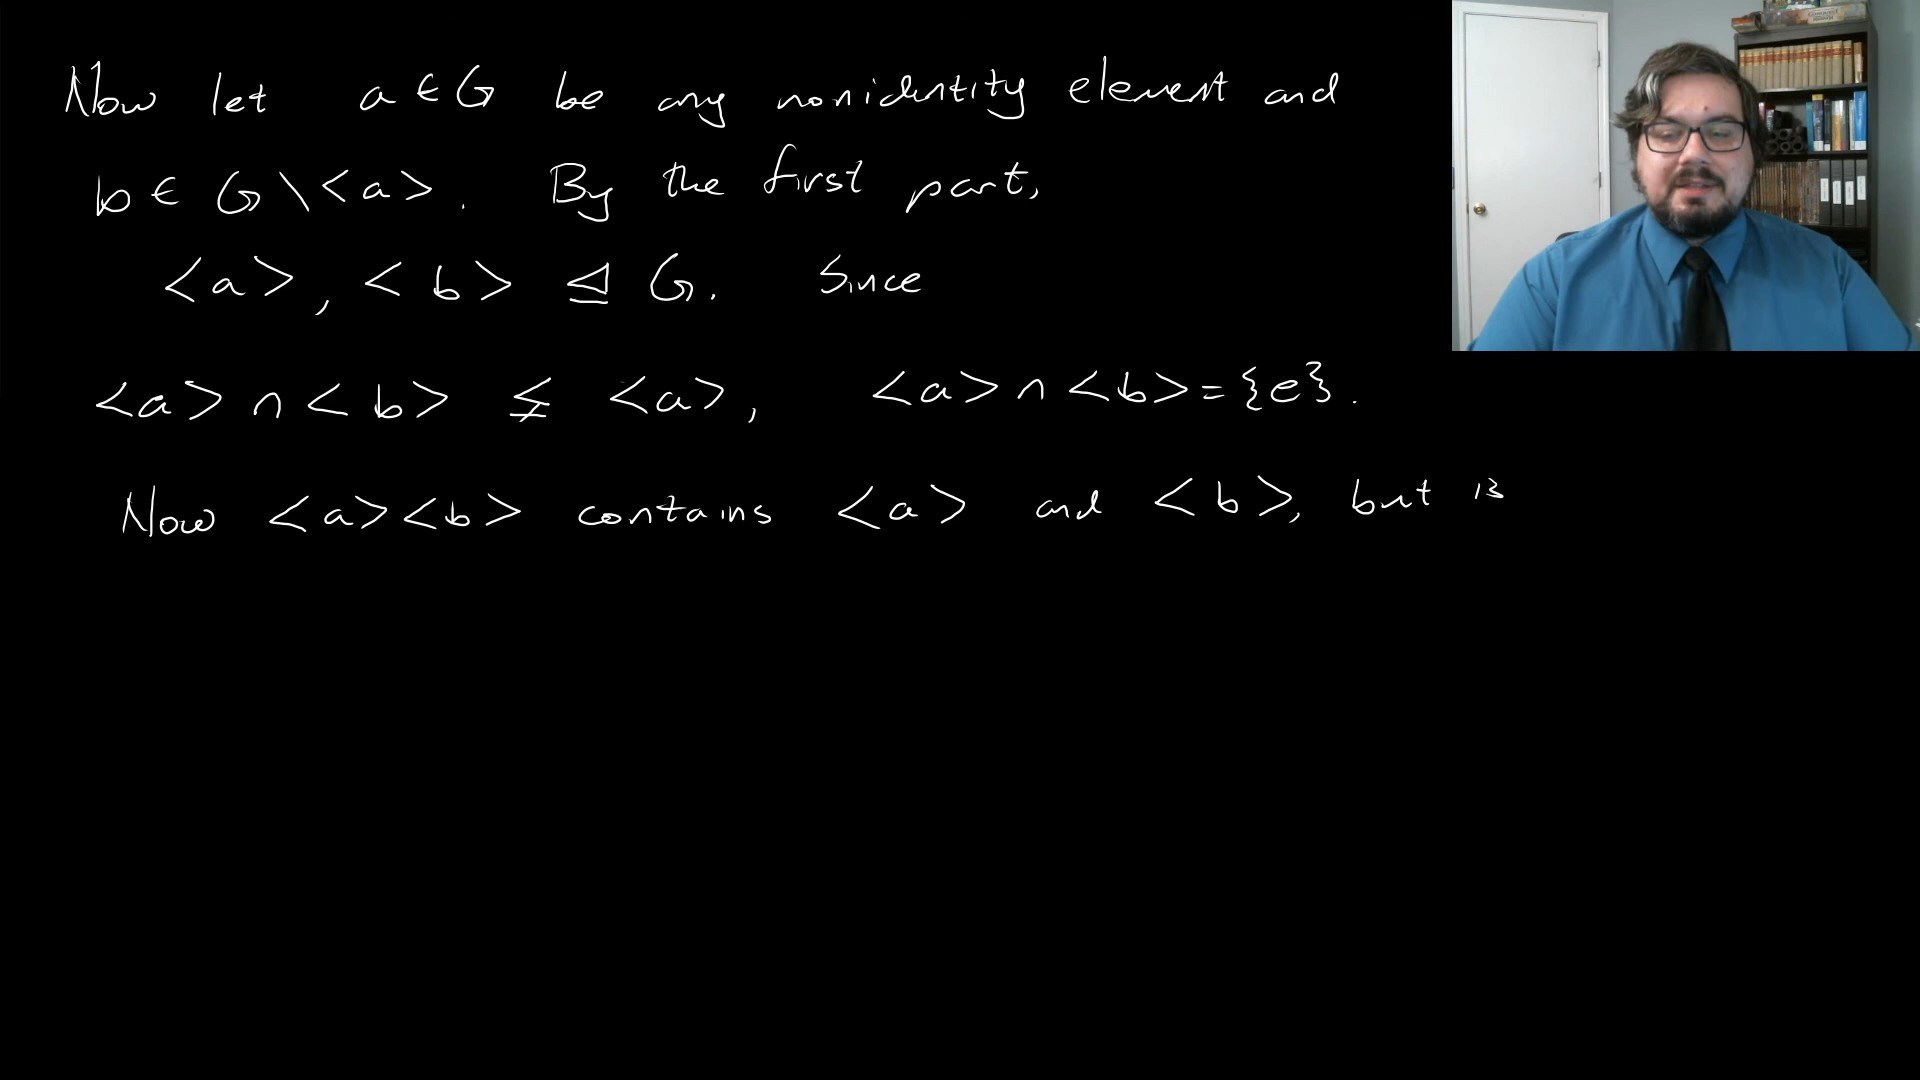 Now let a ∈ G be any nonidentity element and
b ∈ G \ <a>. By the first part,
<a>, <b> ⊴ G. Since
<a> ∩ <b> ≨ <a>, <a> ∩ <b> = {e}.
Now <a><b> contains <a> and <b>, but is